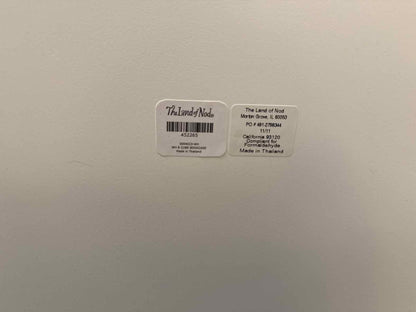 The Land of Nod
452265
Made in Thailand
The Land of Nod
Morton Grove, IL 60053
11/11
California 93120
Compliant for
Formaldehyde
Made in Thailand